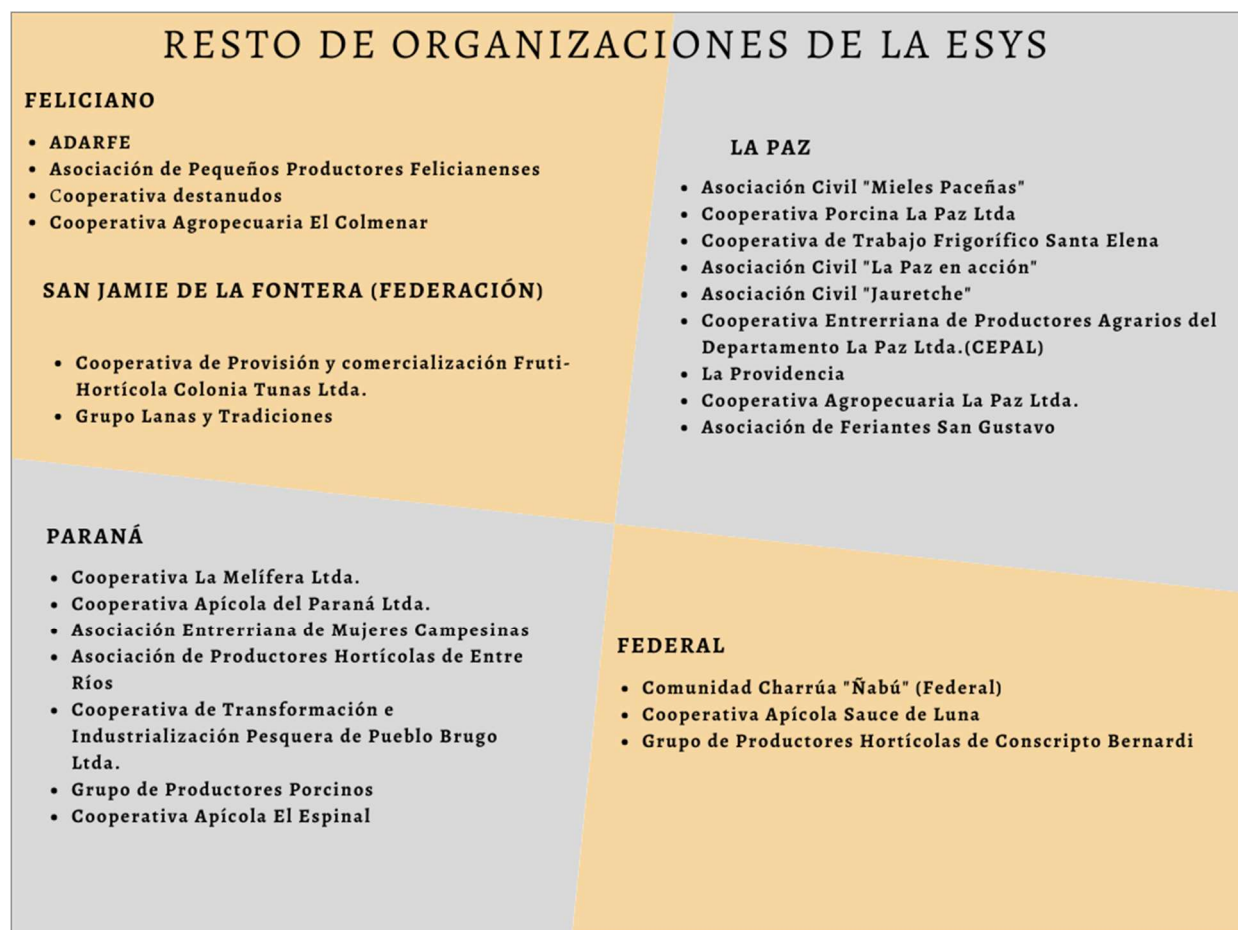 RESTO DE ORGANIZACIONES DE LA ESYS
FELICIANO
• ADARFE
• Asociación de Pequeños Productores Felicianenses
• Cooperativa destanudos
• Cooperativa Agropecuaria El Colmenar
SAN JAMIE DE LA FONTERA (FEDERACIÓN)
• Cooperativa de Provisión y comercialización Fruti-
Hortícola Colonia Tunas Ltda.
• Grupo Lanas y Tradiciones
LA PAZ
• Asociación Civil "Mieles Paceñas"
• Cooperativa Porcina La Paz Ltda
• Cooperativa de Trabajo Frigorífico Santa Elena
• Asociación Civil "La Paz en acción"
• Asociación Civil "Jauretche"
• Cooperativa Entrerriana de Productores Agrarios del
Departamento La Paz Ltda.(CEPAL)
• La Providencia
• Cooperativa Agropecuaria La Paz Ltda.
• Asociación de Feriantes San Gustavo
PARANÁ
• Cooperativa La Melífera Ltda.
• Cooperativa Apícola del Paraná Ltda.
• Asociación Entrerriana de Mujeres Campesinas
• Asociación de Productores Hortícolas de Entre
Ríos
• Cooperativa de Transformación e
Industrialización Pesquera de Pueblo Brugo
Ltda.
• Grupo de Productores Porcinos
• Cooperativa Apícola El Espinal
FEDERAL
• Comunidad Charrúa "Ñabú" (Federal)
• Cooperativa Apícola Sauce de Luna
• Grupo de Productores Hortícolas de Conscripto Bernardi